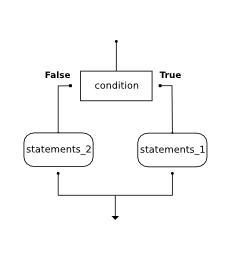 False
True
condition
statements_2
statements_1